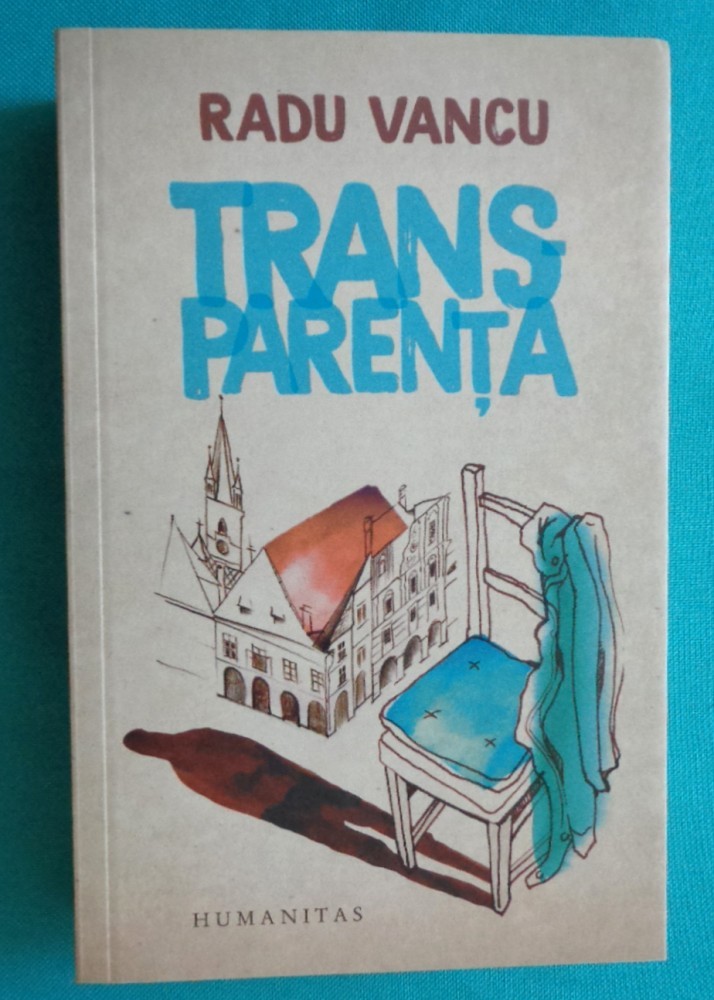 RADU VANCU
TRANS-
PARENȚA
HUMANITAS